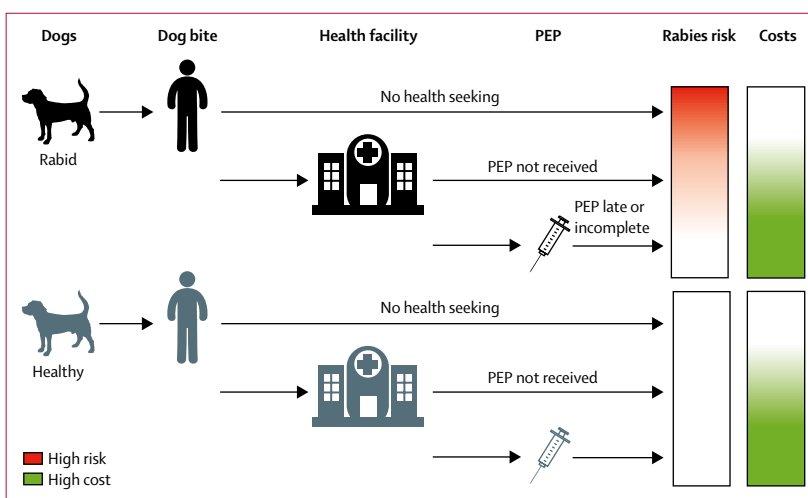 Dogs Dog bite Health facility PEP Rabies risk Costs
No health seeking
Rabid
PEP not received
PEP late or
incomplete
No health seeking
Healthy
PEP not received
High risk
High cost